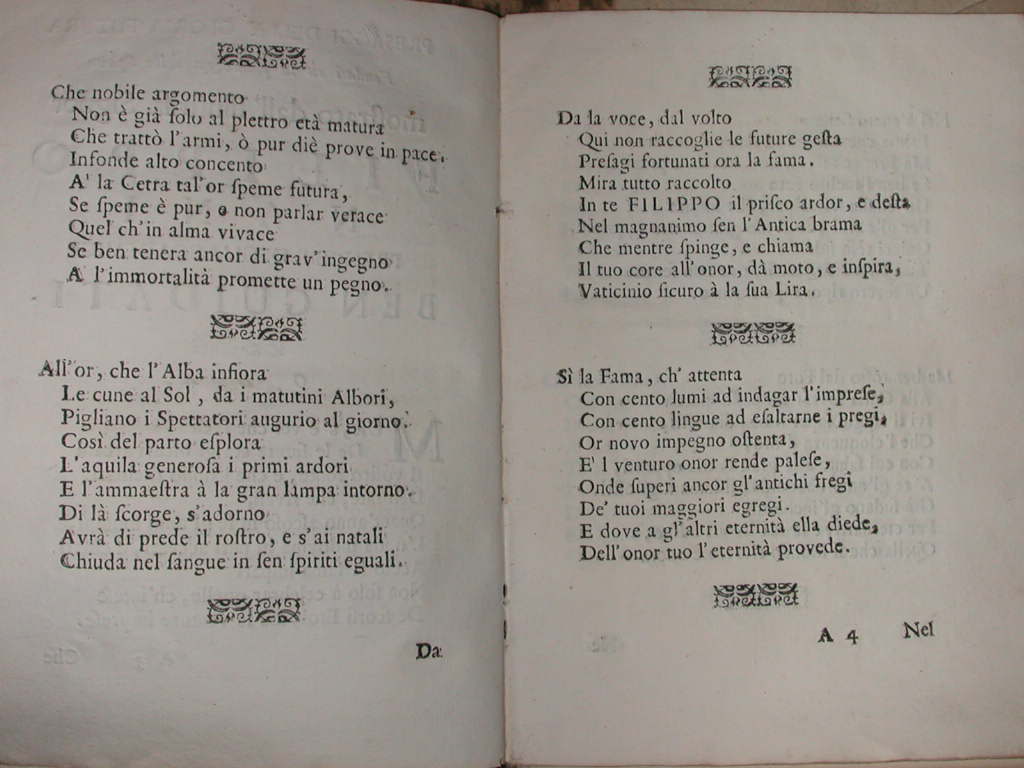 Che nobile argomento
Non è già ſolo al plettro età matura
Che trattò l'armi, ò pur diè prove in pace.
Infonde alto concento
A' la Cetra tal'or ſpeme futura,
Se ſpeme è pur, e non parlar verace
Quel ch'in alma vivace
Se ben tenera ancor di grav'ingegno
A l'immortalità promette un pegno.
All'or, che l'Alba infiora
Le cune al Sol, da i matutini Albori,
Pigliano i Spettatori augurio al giorno.
Così del parto eſplora
L'aquila generoſa i primi ardori
E l'ammaeſtra à la gran lampa intorno.
Di là ſcorge, s'adorno
Avrà di prede il roſtro, e s'ai natali
Chiuda nel ſangue in ſen ſpiriti eguali.
Da
Da la voce, dal volto
Qui non raccoglie le future geſta
Preſagi fortunati ora la fama.
Mira tutto raccolto
In te FILIPPO il priſco ardor, e deſta
Nel magnanimo ſen l'Antica brama
Che mentre ſpinge, e chiama
Il tuo core all'onor, dà moto, e inſpira,
Vaticinio ſicuro à la ſua Lira.
Sì la Fama, ch' attenta
Con cento lumi ad indagar l'impreſe,
Con cento lingue ad eſaltarne i pregi,
Or novo impegno oſtenta,
E' l venturo onor rende paleſe,
Onde ſuperi ancor gl'antichi fregi
De' tuoi maggiori egregi.
E dove a gl'altri eternità ella diede,
Dell'onor tuo l'eternità provede.
A 4 Nel